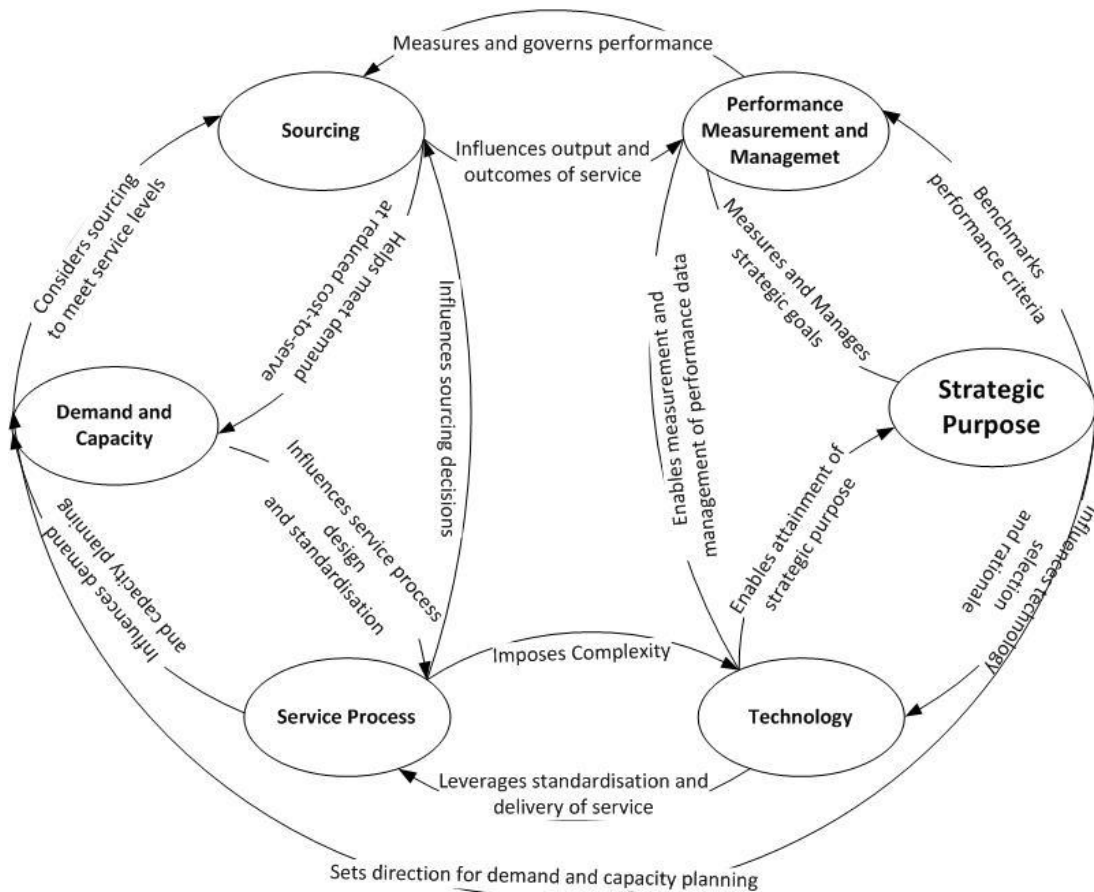 Measures and governs performance
Sourcing
Performance
Measurement and
Managemet
Influences output and
outcomes of service
Considers sourcing
to meet service levels
Helps meet demand
at reduced cost-to-serve
Influences sourcing decisions
Enables measurement and
management of performance data
Measures and Manages
strategic goals
Benchmarks
performance criteria
Demand and
Capacity
Strategic
Purpose
Influences service process
design
and standardisation
Enables attainment of
strategic purpose
Influences technology
selection
and rationale
Influences demand
and capacity planning
Imposes Complexity
Service Process
Technology
Leverages standardisation and
delivery of service
Sets direction for demand and capacity planning